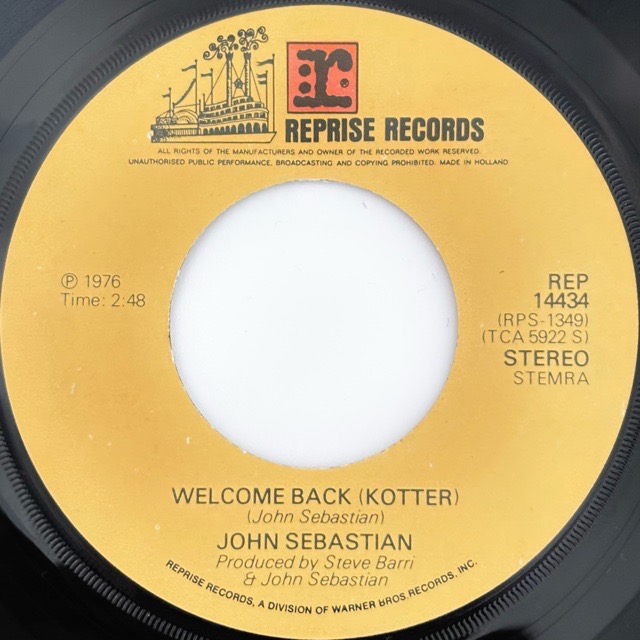 r
®
REPRISE RECORDS
ALL RIGHTS OF THE MANUFACTURERS AND OWNER OF THE RECORDED WORK RESERVED.
UNAUTHORISED PUBLIC PERFORMANCE, BROADCASTING AND COPYING PROHIBITED. MADE IN HOLLAND
℗ 1976
Time: 2:48
REP
14434
(RPS-1349)
(TCA 5922 S)
STEREO
STEMRA
WELCOME BACK (KOTTER)
(John Sebastian)
JOHN SEBASTIAN
Produced by Steve Barri
& John Sebastian
REPRISE RECORDS, A DIVISION OF WARNER BROS. RECORDS, INC.